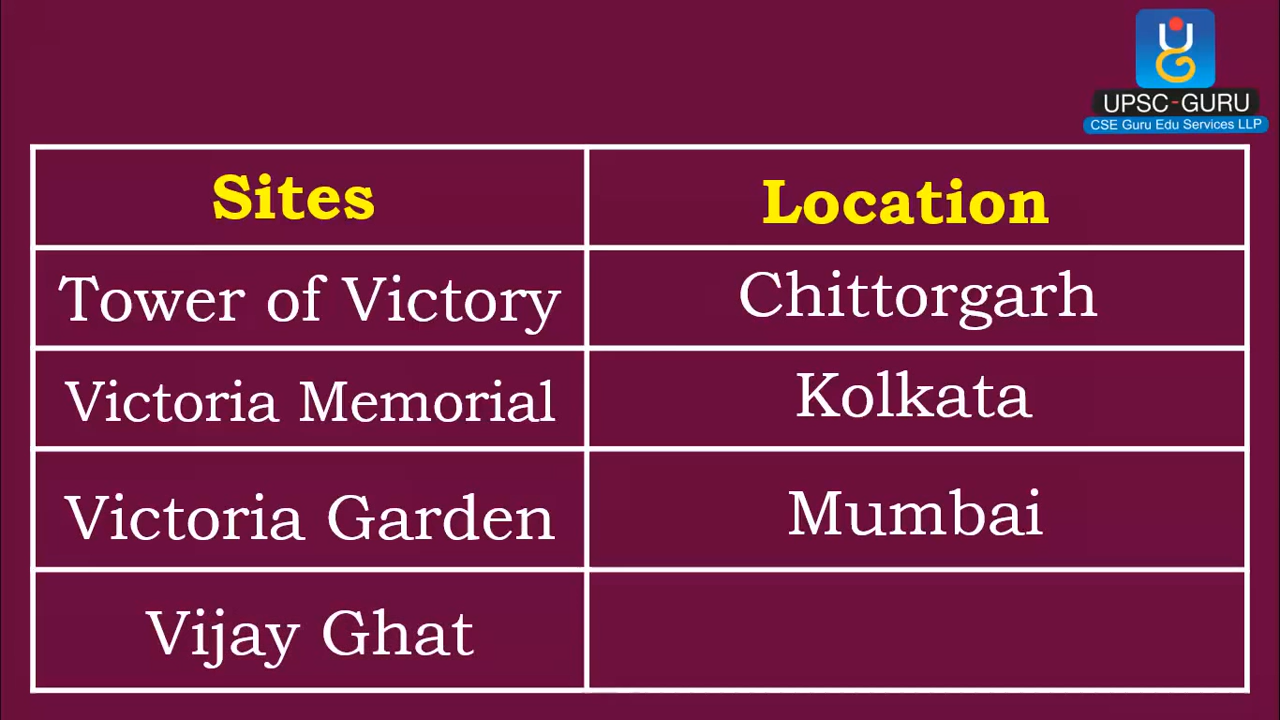 UPSC-GURU
CSE Guru Edu Services LLP
Sites Location
Tower of Victory Chittorgarh
Victoria Memorial Kolkata
Victoria Garden Mumbai
Vijay Ghat